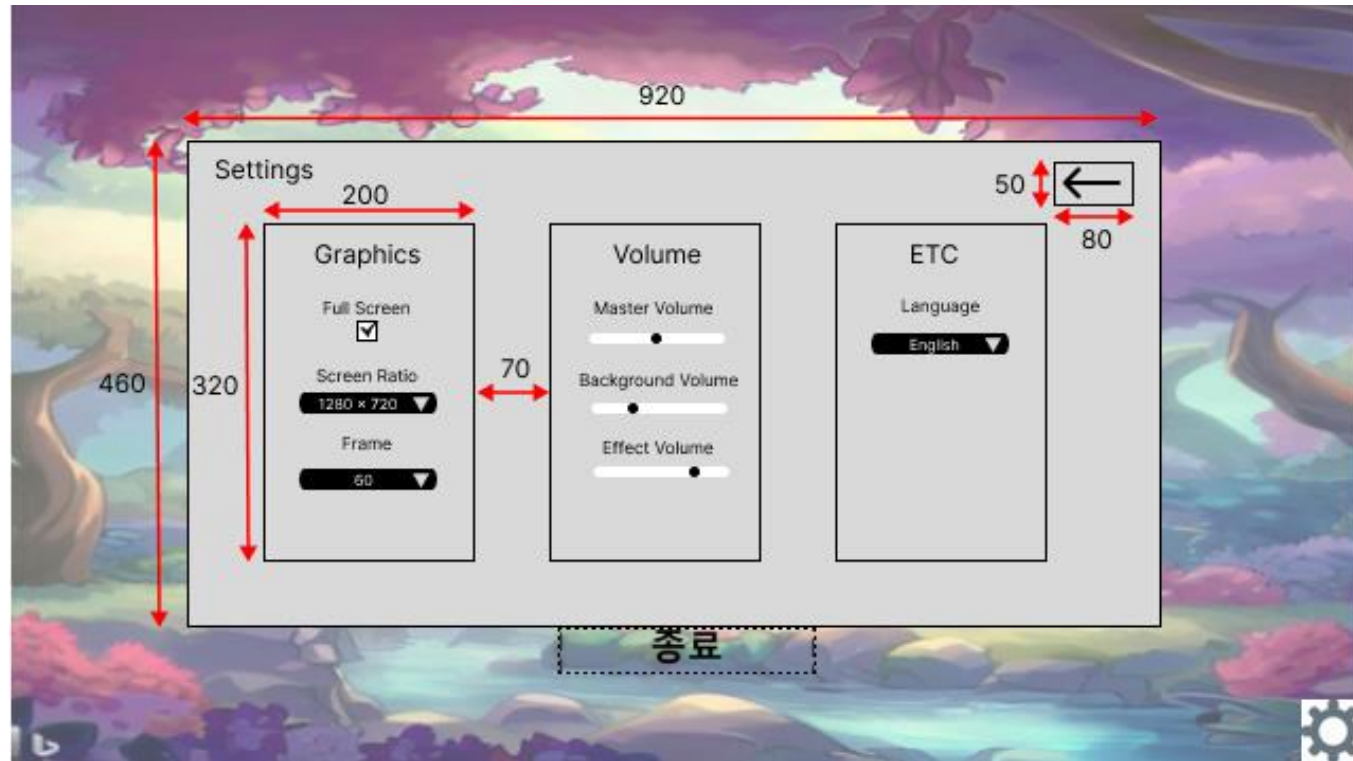 920
Settings
200
50
80
Graphics
Volume
ETC
Full Screen
Master Volume
Language
English
Screen Ratio
1280 × 720
Background Volume
70
460
320
Frame
Effect Volume
60
종료
b